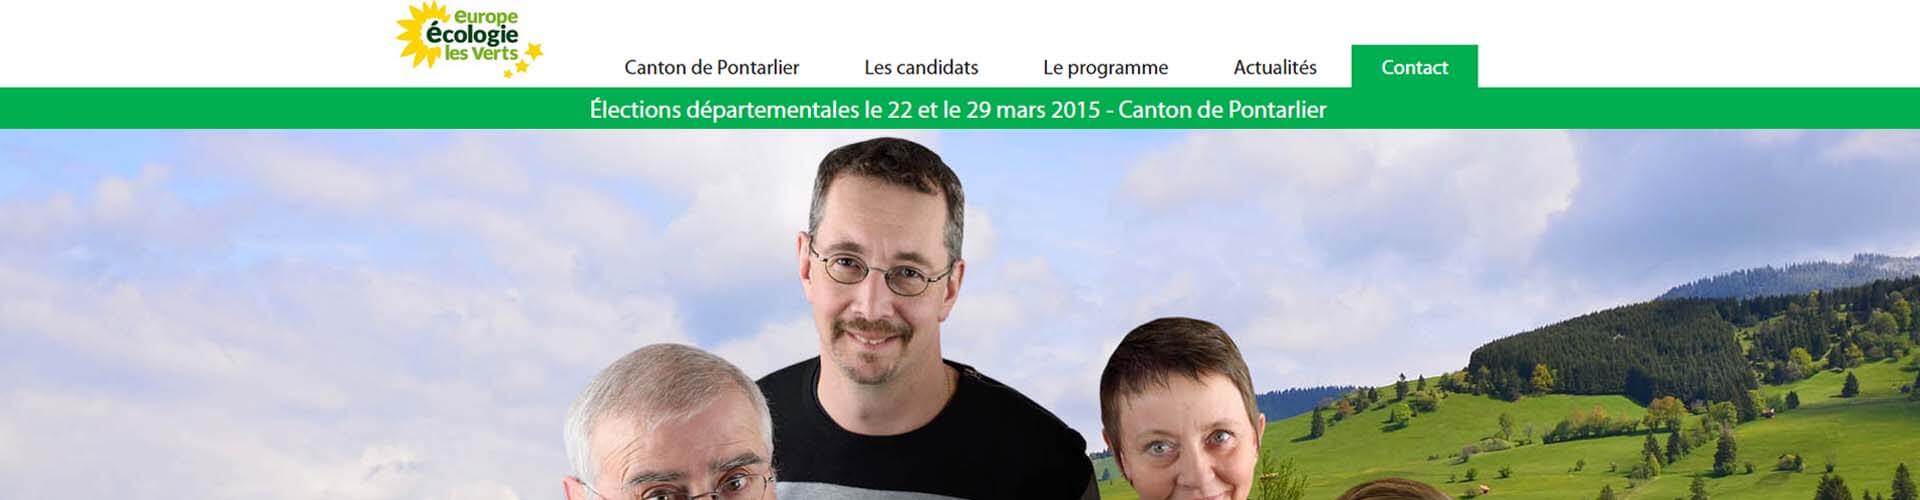 europe
écologie
les Verts
Canton de Pontarlier
Les candidats
Le programme
Actualités
Contact
Élections départementales le 22 et le 29 mars 2015 - Canton de Pontarlier